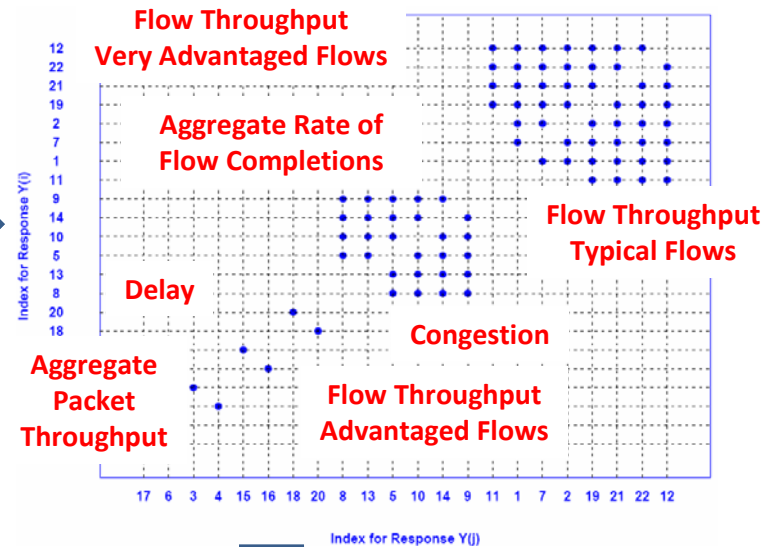 Flow Throughput
Very Advantaged Flows
Aggregate Rate of
Flow Completions
Flow Throughput
Typical Flows
Delay
Congestion
Aggregate
Packet
Throughput
Flow Throughput
Advantaged Flows
Index for Response Y(i)
12
22
21
19
2
7
1
11
9
14
10
5
13
8
20
18
17 6 3 4 15 16 18 20 8 13 5 10 14 9 11 1 7 2 19 21 22 12
Index for Response Y(j)